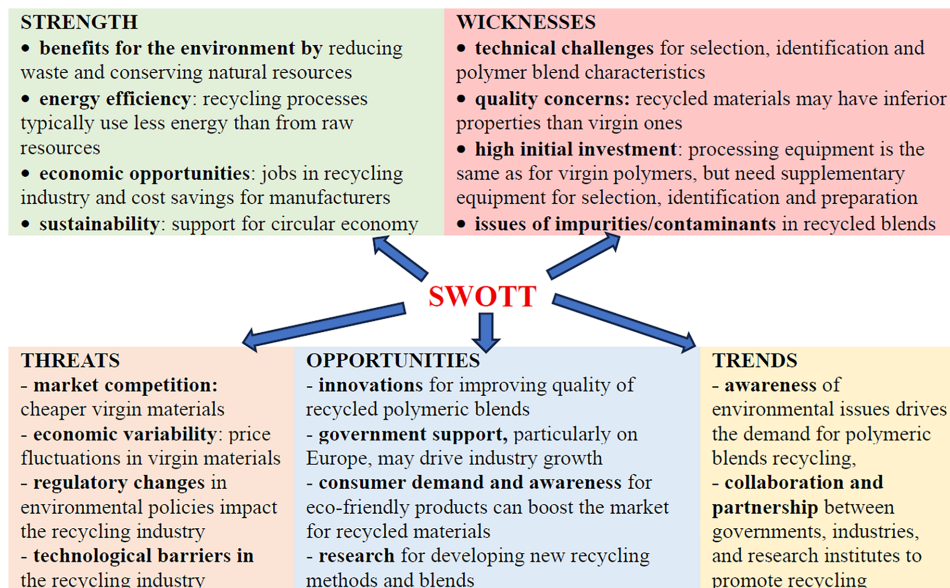 STRENGTH
• benefits for the environment by reducing
waste and conserving natural resources
• energy efficiency: recycling processes
typically use less energy than from raw
resources
• economic opportunities: jobs in recycling
industry and cost savings for manufacturers
• sustainability: support for circular economy
WICKNESSES
• technical challenges for selection, identification and
polymer blend characteristics
• quality concerns: recycled materials may have inferior
properties than virgin ones
• high initial investment: processing equipment is the
same as for virgin polymers, but need supplementary
equipment for selection, identification and preparation
• issues of impurities/contaminants in recycled blends
SWOTT
THREATS
- market competition:
cheaper virgin materials
- economic variability: price
fluctuations in virgin materials
- regulatory changes in
environmental policies impact
the recycling industry
- technological barriers in
the recycling industry
OPPORTUNITIES
- innovations for improving quality of
recycled polymeric blends
- government support, particularly on
Europe, may drive industry growth
- consumer demand and awareness for
eco-friendly products can boost the market
for recycled materials
- research for developing new recycling
methods and blends
TRENDS
- awareness of
environmental issues drives
the demand for polymeric
blends recycling,
- collaboration and
partnership between
governments, industries,
and research institutes to
promote recycling